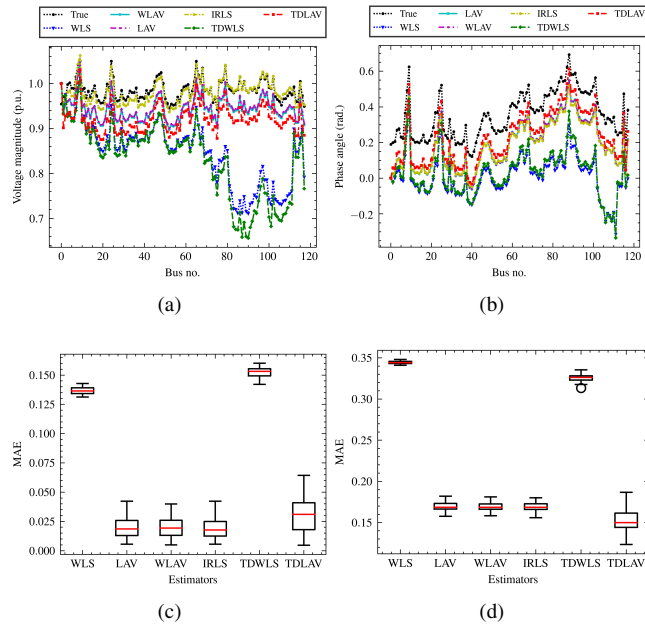 True WLAV IRLS TDLAV
WLS LAV TDWLS
Voltage magnitude (p.u.)
1.0
0.9
0.8
0.7
0 20 40 60 80 100 120
Bus no.
(a)
True LAV IRLS TDLAV
WLS WLAV TDWLS
Phase angle (rad.)
0.6
0.4
0.2
0.0
−0.2
0 20 40 60 80 100 120
Bus no.
(b)
MAE
0.150
0.125
0.100
0.075
0.050
0.025
0.000
WLS LAV WLAV IRLS TDWLS TDLAV
Estimators
(c)
MAE
0.35
0.30
0.25
0.20
0.15
WLS LAV WLAV IRLS TDWLS TDLAV
Estimators
(d)